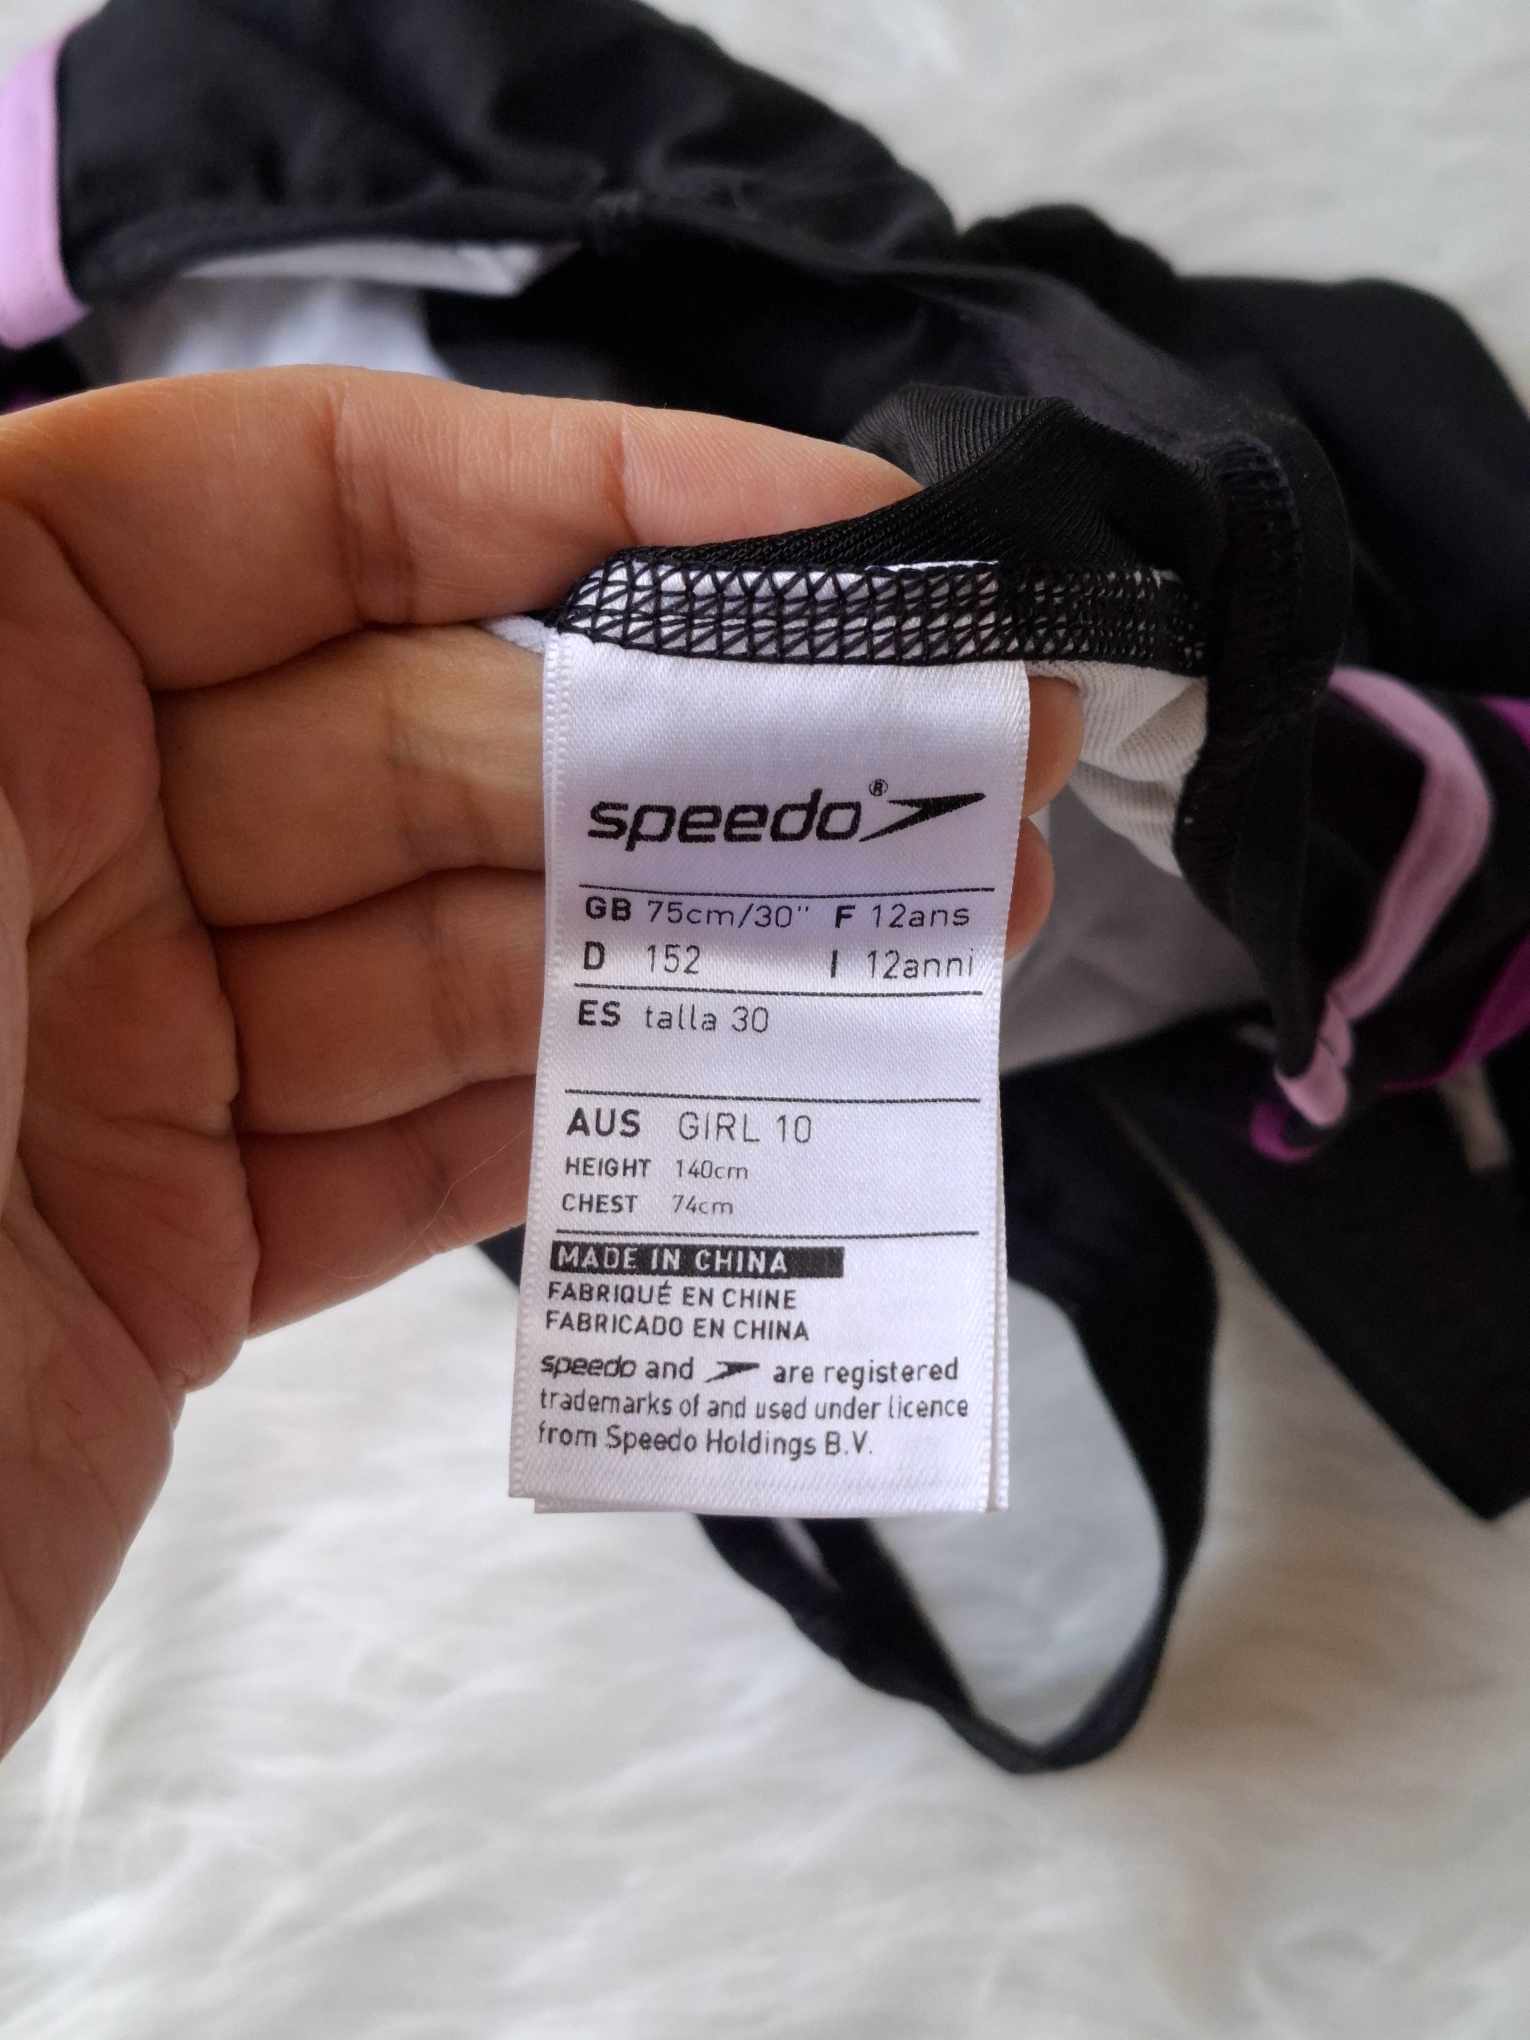 speedo®
GB 75cm/30" F 12ans
D 152 I 12anni
ES talla 30
AUS GIRL 10
HEIGHT 140cm
CHEST 74cm
MADE IN CHINA
FABRIQUÉ EN CHINE
FABRICADO EN CHINA
speedo and are registered
trademarks of and used under licence
from Speedo Holdings B.V.